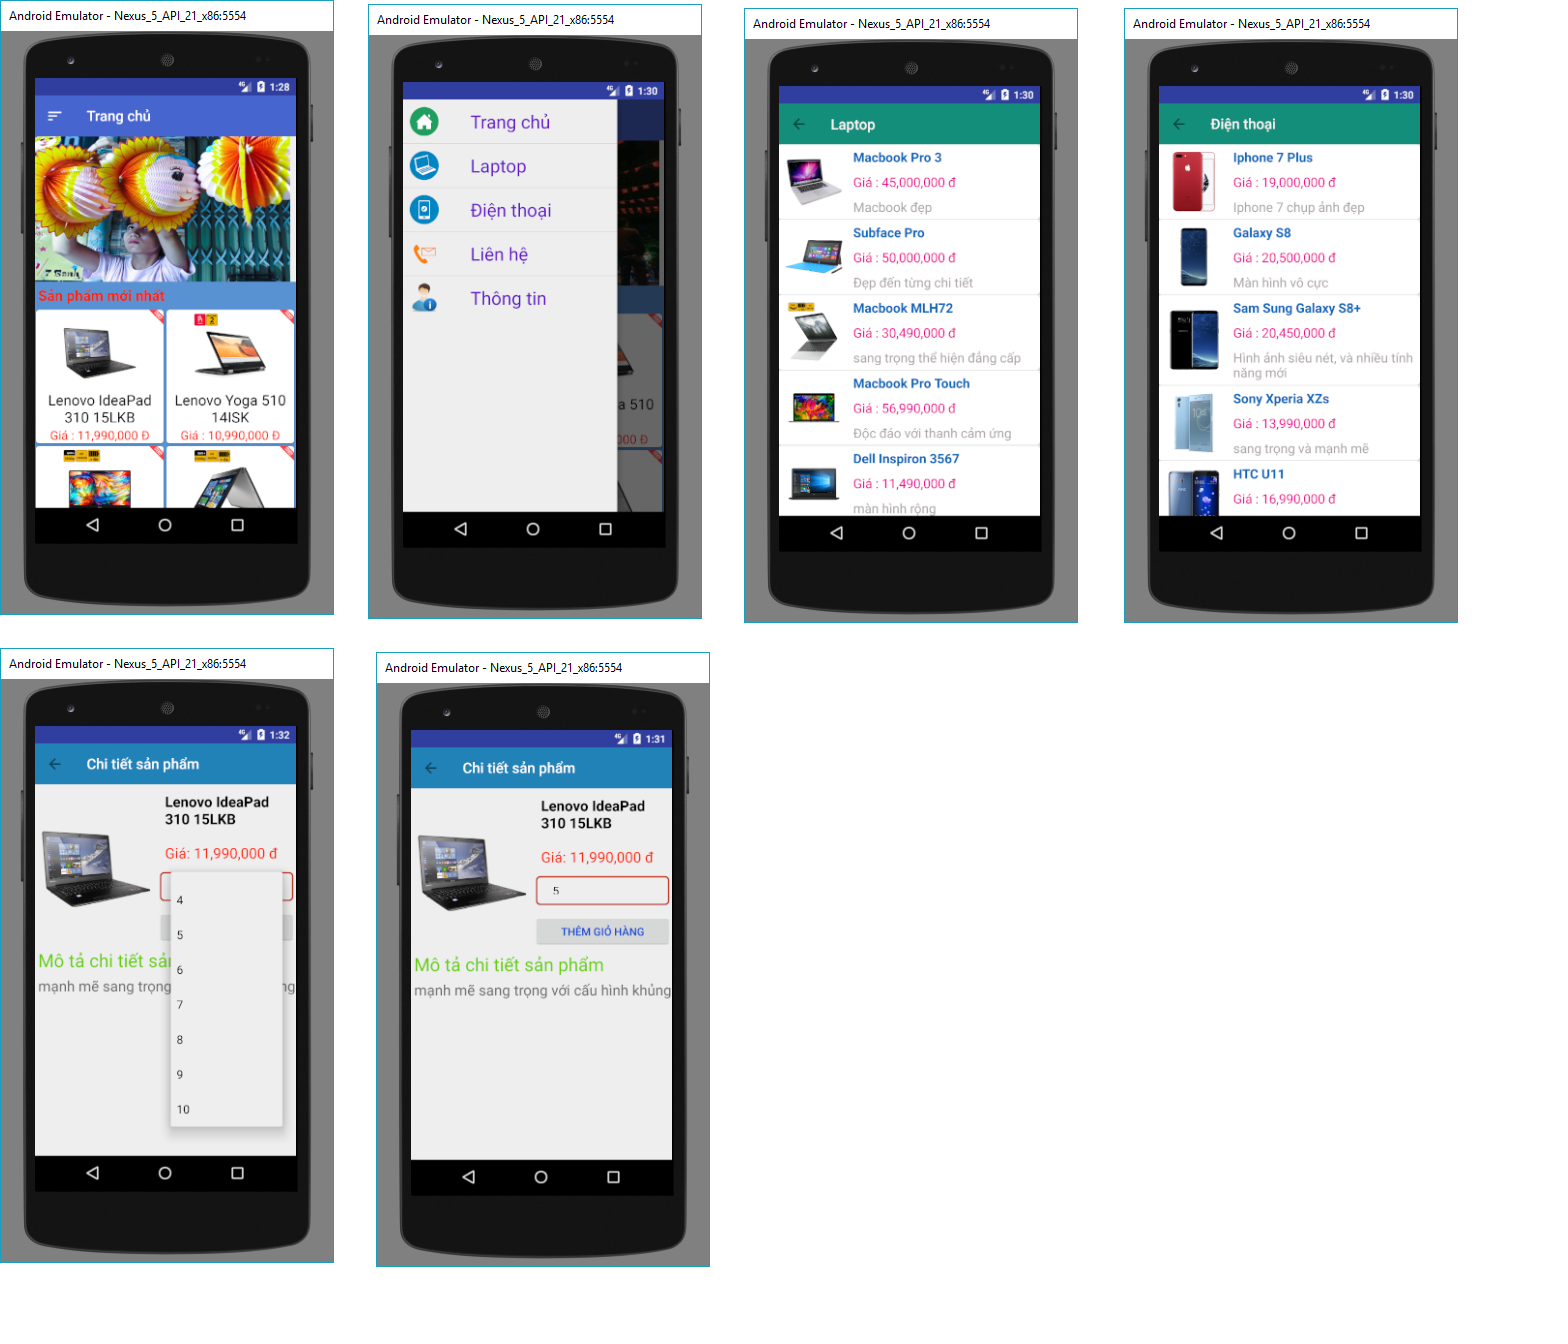 Android Emulator - Nexus_5_API_21_x86:5554
4G 1:28
Trang chủ
Sản phẩm mới nhất
Lenovo IdeaPad
310 15LKB
Giá : 11,990,000 Đ
Lenovo Yoga 510
14ISK
Giá : 10,990,000 Đ
Android Emulator - Nexus_5_API_21_x86:5554
4G 1:30
Trang chủ
Laptop
Điện thoại
Liên hệ
Thông tin
a 510
000 Đ
Android Emulator - Nexus_5_API_21_x86:5554
4G 1:30
Laptop
Macbook Pro 3
Giá : 45,000,000 đ
Macbook đẹp
Subface Pro
Giá : 50,000,000 đ
Đẹp đến từng chi tiết
Macbook MLH72
Giá : 30,490,000 đ
sang trọng thể hiện đẳng cấp
Macbook Pro Touch
Giá : 56,990,000 đ
Độc đáo với thanh cảm ứng
Dell Inspiron 3567
Giá : 11,490,000 đ
màn hình rộng
Android Emulator - Nexus_5_API_21_x86:5554
4G 1:30
Điện thoại
Iphone 7 Plus
Giá : 19,000,000 đ
Iphone 7 chụp ảnh đẹp
Galaxy S8
Giá : 20,500,000 đ
Màn hình vô cực
Sam Sung Galaxy S8+
Giá : 20,450,000 đ
Hình ảnh siêu nét, và nhiều tính
năng mới
Sony Xperia XZs
Giá : 13,990,000 đ
sang trọng và mạnh mẽ
HTC U11
Giá : 16,990,000 đ
Android Emulator - Nexus_5_API_21_x86:5554
4G 1:32
Chi tiết sản phẩm
Lenovo IdeaPad
310 15LKB
Giá: 11,990,000 đ
4
5
6
7
8
9
10
Mô tả chi tiết sả
mạnh mẽ sang trọng
ng
Android Emulator - Nexus_5_API_21_x86:5554
4G 1:31
Chi tiết sản phẩm
Lenovo IdeaPad
310 15LKB
Giá: 11,990,000 đ
5
THÊM GIỎ HÀNG
Mô tả chi tiết sản phẩm
mạnh mẽ sang trọng với cấu hình khủng